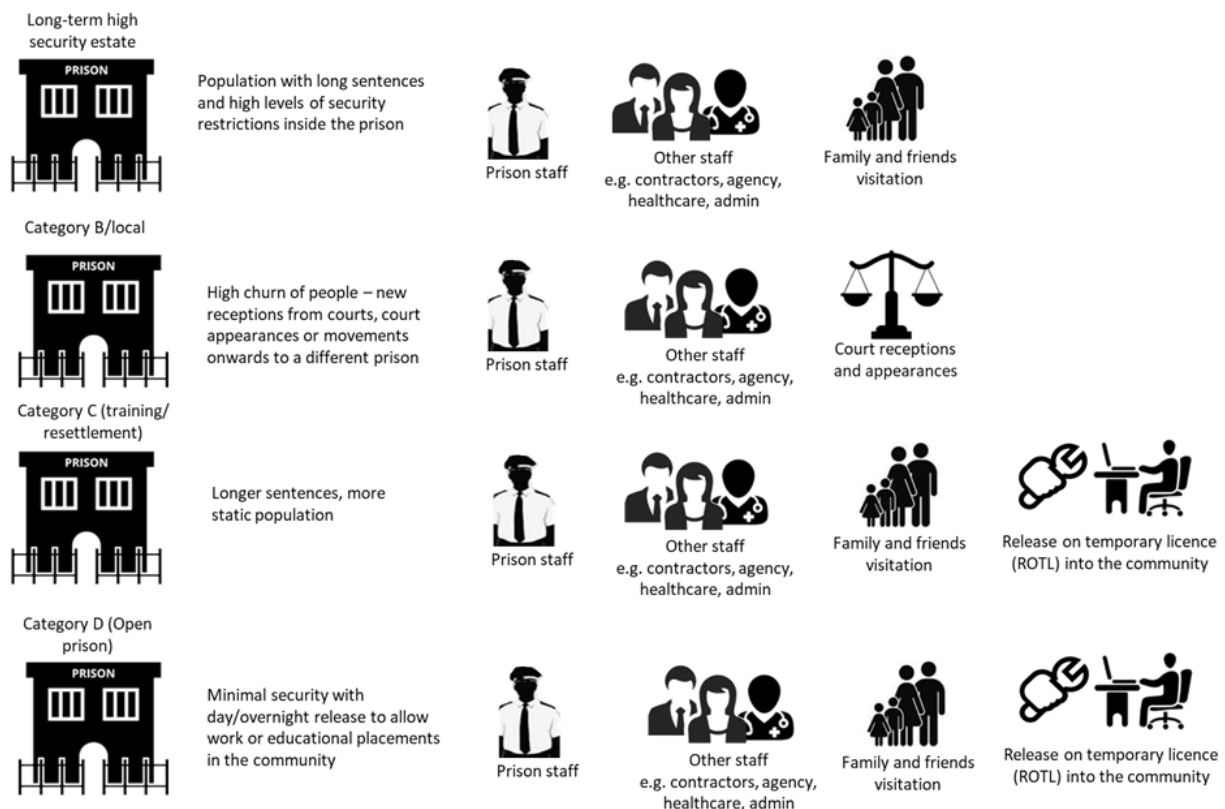 Long-term high
security estate
PRISON
Population with long sentences
and high levels of security
restrictions inside the prison
Prison staff
Other staff
e.g. contractors, agency,
healthcare, admin
Family and friends
visitation
Category B/local
PRISON
High churn of people – new
receptions from courts, court
appearances or movements
onwards to a different prison
Prison staff
Other staff
e.g. contractors, agency,
healthcare, admin
Court receptions
and appearances
Category C (training/
resettlement)
PRISON
Longer sentences, more
static population
Prison staff
Other staff
e.g. contractors, agency,
healthcare, admin
Family and friends
visitation
Release on temporary licence
(ROTL) into the community
Category D (Open
prison)
PRISON
Minimal security with
day/overnight release to allow
work or educational placements
in the community
Prison staff
Other staff
e.g. contractors, agency,
healthcare, admin
Family and friends
visitation
Release on temporary licence
(ROTL) into the community